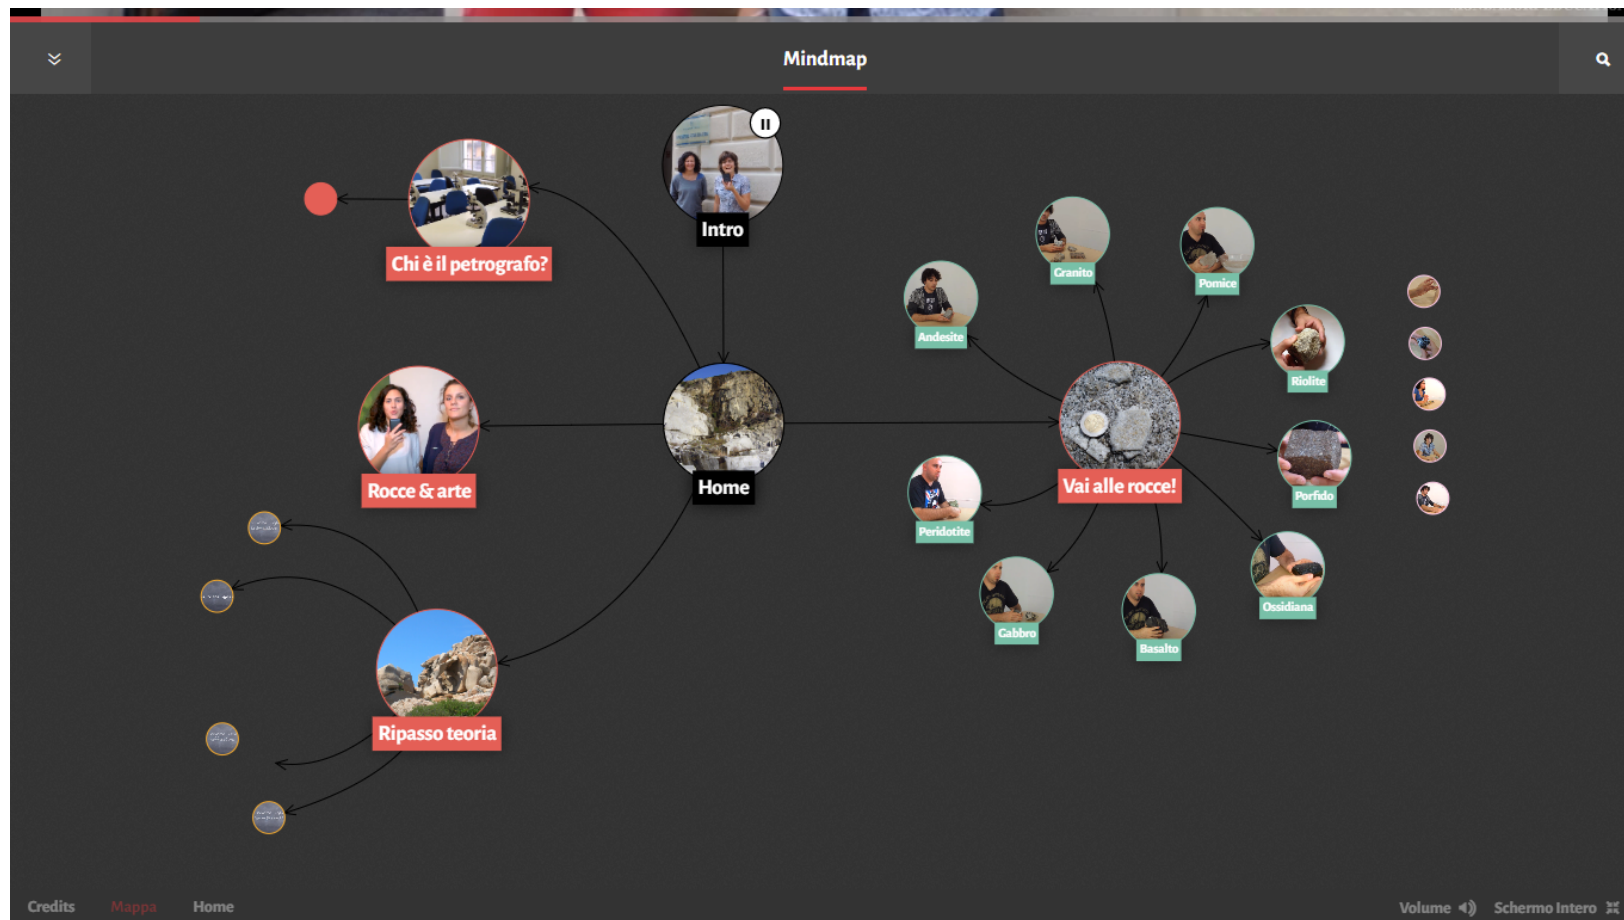 Mindmap
Intro
Chi è il petrografo?
Granito
Pomice
Andesite
Riolite
Rocce & arte
Home
Vai alle rocce!
Porfido
Peridotite
Ossidiana
Gabbro
Basalto
Ripasso teoria
Credits
Mappa
Home
Volume
Schermo Intero